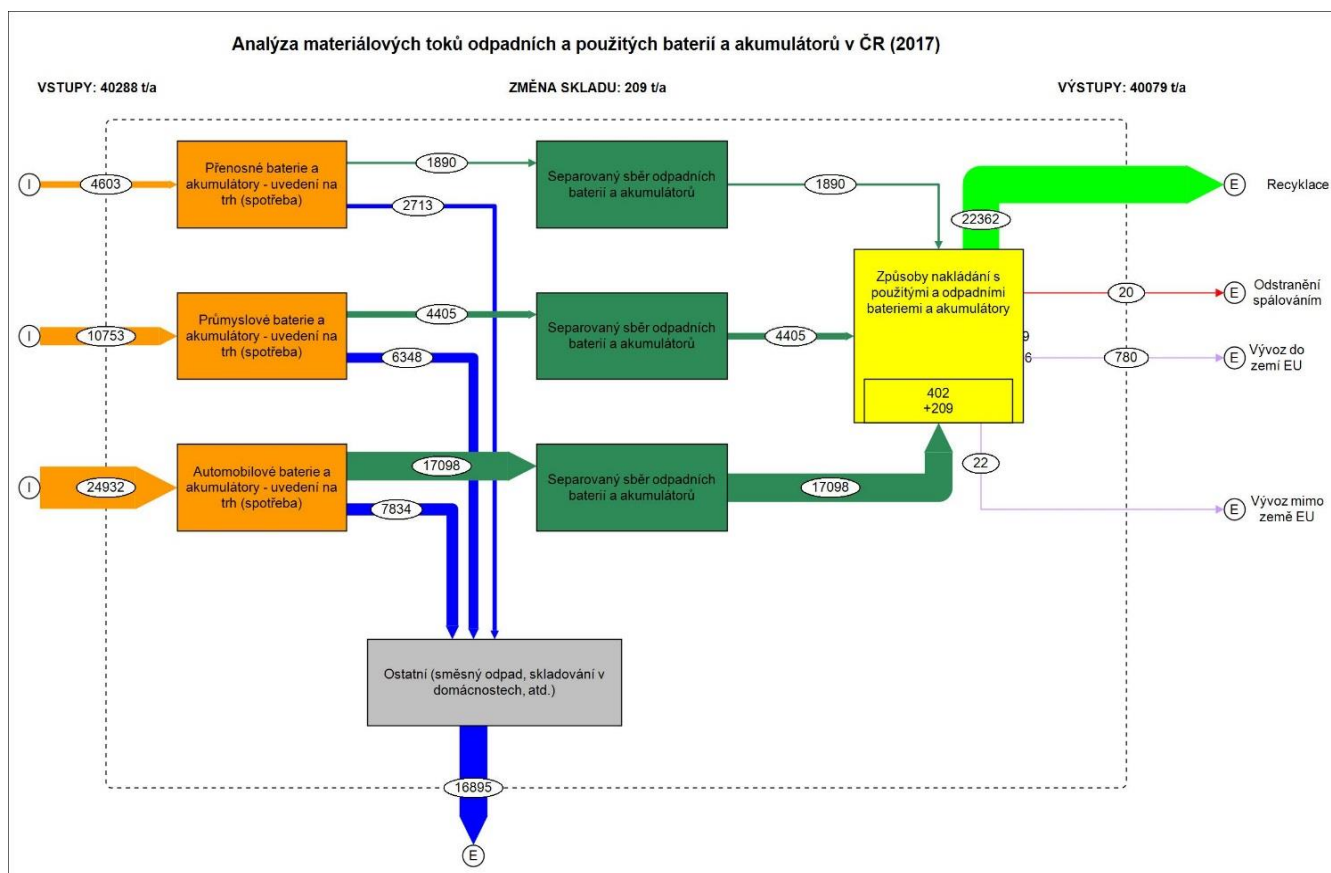 Analýza materiálových toků odpadních a použitých baterií a akumulátorů v ČR (2017)
VSTUPY: 40288 t/a
ZMĚNA SKLADU: 209 t/a
VÝSTUPY: 40079 t/a
I
4603
Přenosné baterie a
akumulátory - uvedení na
trh (spotřeba)
1890
2713
Separovaný sběr odpadních
baterií a akumulátorů
1890
22362
E
Recyklace
I
10753
Průmyslové baterie a
akumulátory - uvedení na
trh (spotřeba)
4405
6348
Separovaný sběr odpadních
baterií a akumulátorů
4405
Způsoby nakládání s
použitými a odpadními
bateriemi a akumulátory
402
+209
20
E
Odstranění
spálováním
9
6
780
E
Vývoz do
zemí EU
I
24932
Automobilové baterie a
akumulátory - uvedení na
trh (spotřeba)
17098
7834
Separovaný sběr odpadních
baterií a akumulátorů
17098
22
E
Vývoz mimo
země EU
Ostatní (směsný odpad, skladování v
domácnostech, atd.)
16895
E